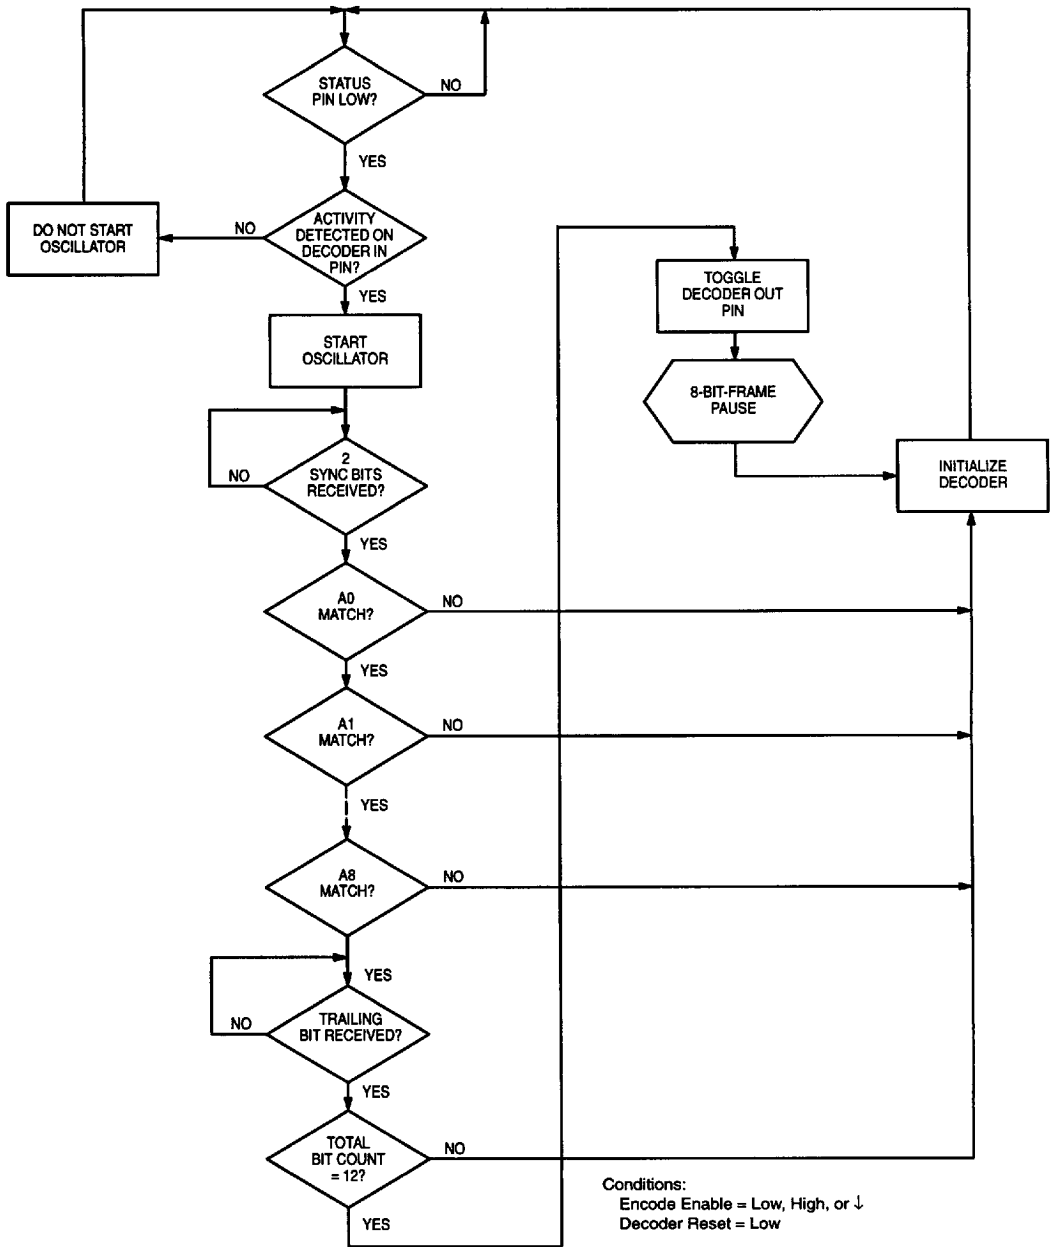 STATUS
PIN LOW?
NO
YES
ACTIVITY
DETECTED ON
DECODER IN
PIN?
NO
DO NOT START
OSCILLATOR
YES
START
OSCILLATOR
TOGGLE
DECODER OUT
PIN
8-BIT-FRAME
PAUSE
INITIALIZE
DECODER
2
SYNC BITS
RECEIVED?
NO
YES
A0
MATCH?
NO
YES
A1
MATCH?
NO
YES
A8
MATCH?
NO
YES
TRAILING
BIT RECEIVED?
NO
YES
TOTAL
BIT COUNT
= 12?
NO
YES
Conditions:
Encode Enable = Low, High, or ↓
Decoder Reset = Low